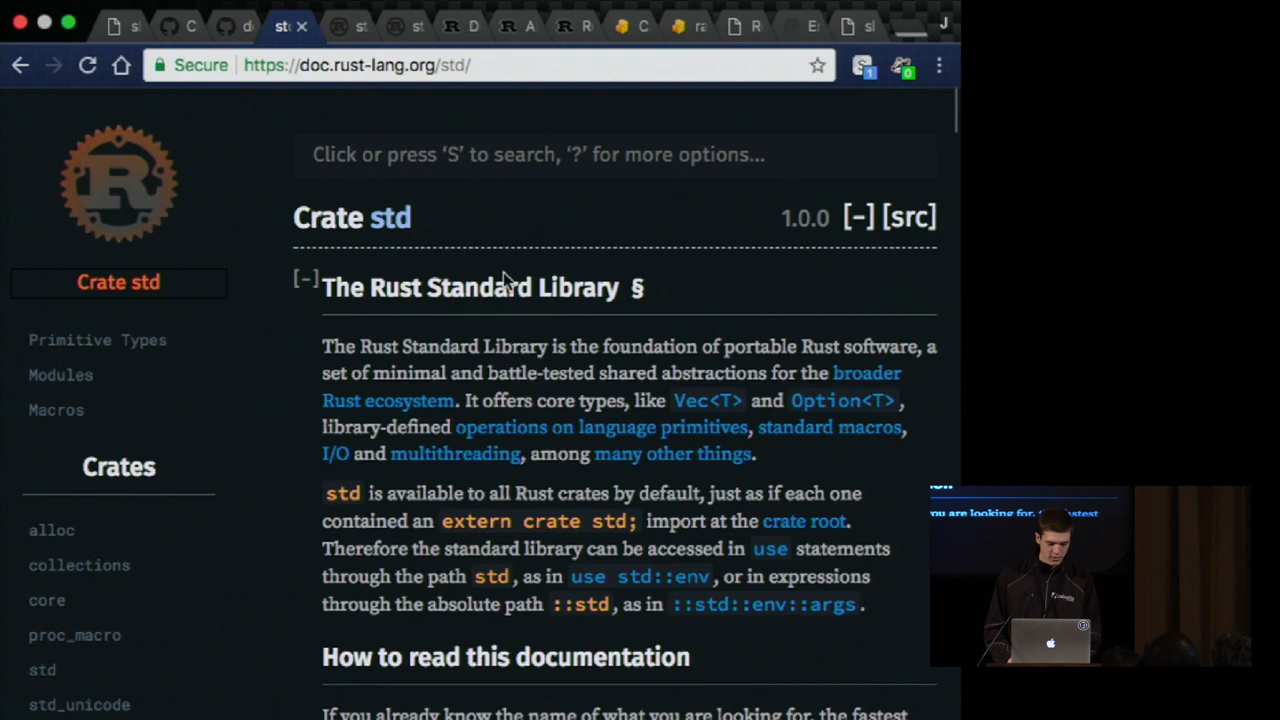 si
C
d
st
st
st
D
A
R
C
ra
R
E
sl
J
Secure
https://doc.rust-lang.org/std/
1
0
R
Click or press ‘S’ to search, ‘?’ for more options...
Crate std
1.0.0 [-] [src]
Crate std
[-] The Rust Standard Library §
Primitive Types
Modules
Macros
The Rust Standard Library is the foundation of portable Rust software, a
set of minimal and battle-tested shared abstractions for the broader
Rust ecosystem. It offers core types, like Vec<T> and Option<T>,
library-defined operations on language primitives, standard macros,
I/O and multithreading, among many other things.
Crates
alloc
collections
core
proc_macro
std
std_unicode
std is available to all Rust crates by default, just as if each one
contained an extern crate std; import at the crate root.
Therefore the standard library can be accessed in use statements
through the path std, as in use std::env, or in expressions
through the absolute path ::std, as in ::std::env::args.
How to read this documentation
If you already know the name of what you are looking for, the fastest
you are looking for, the fastest